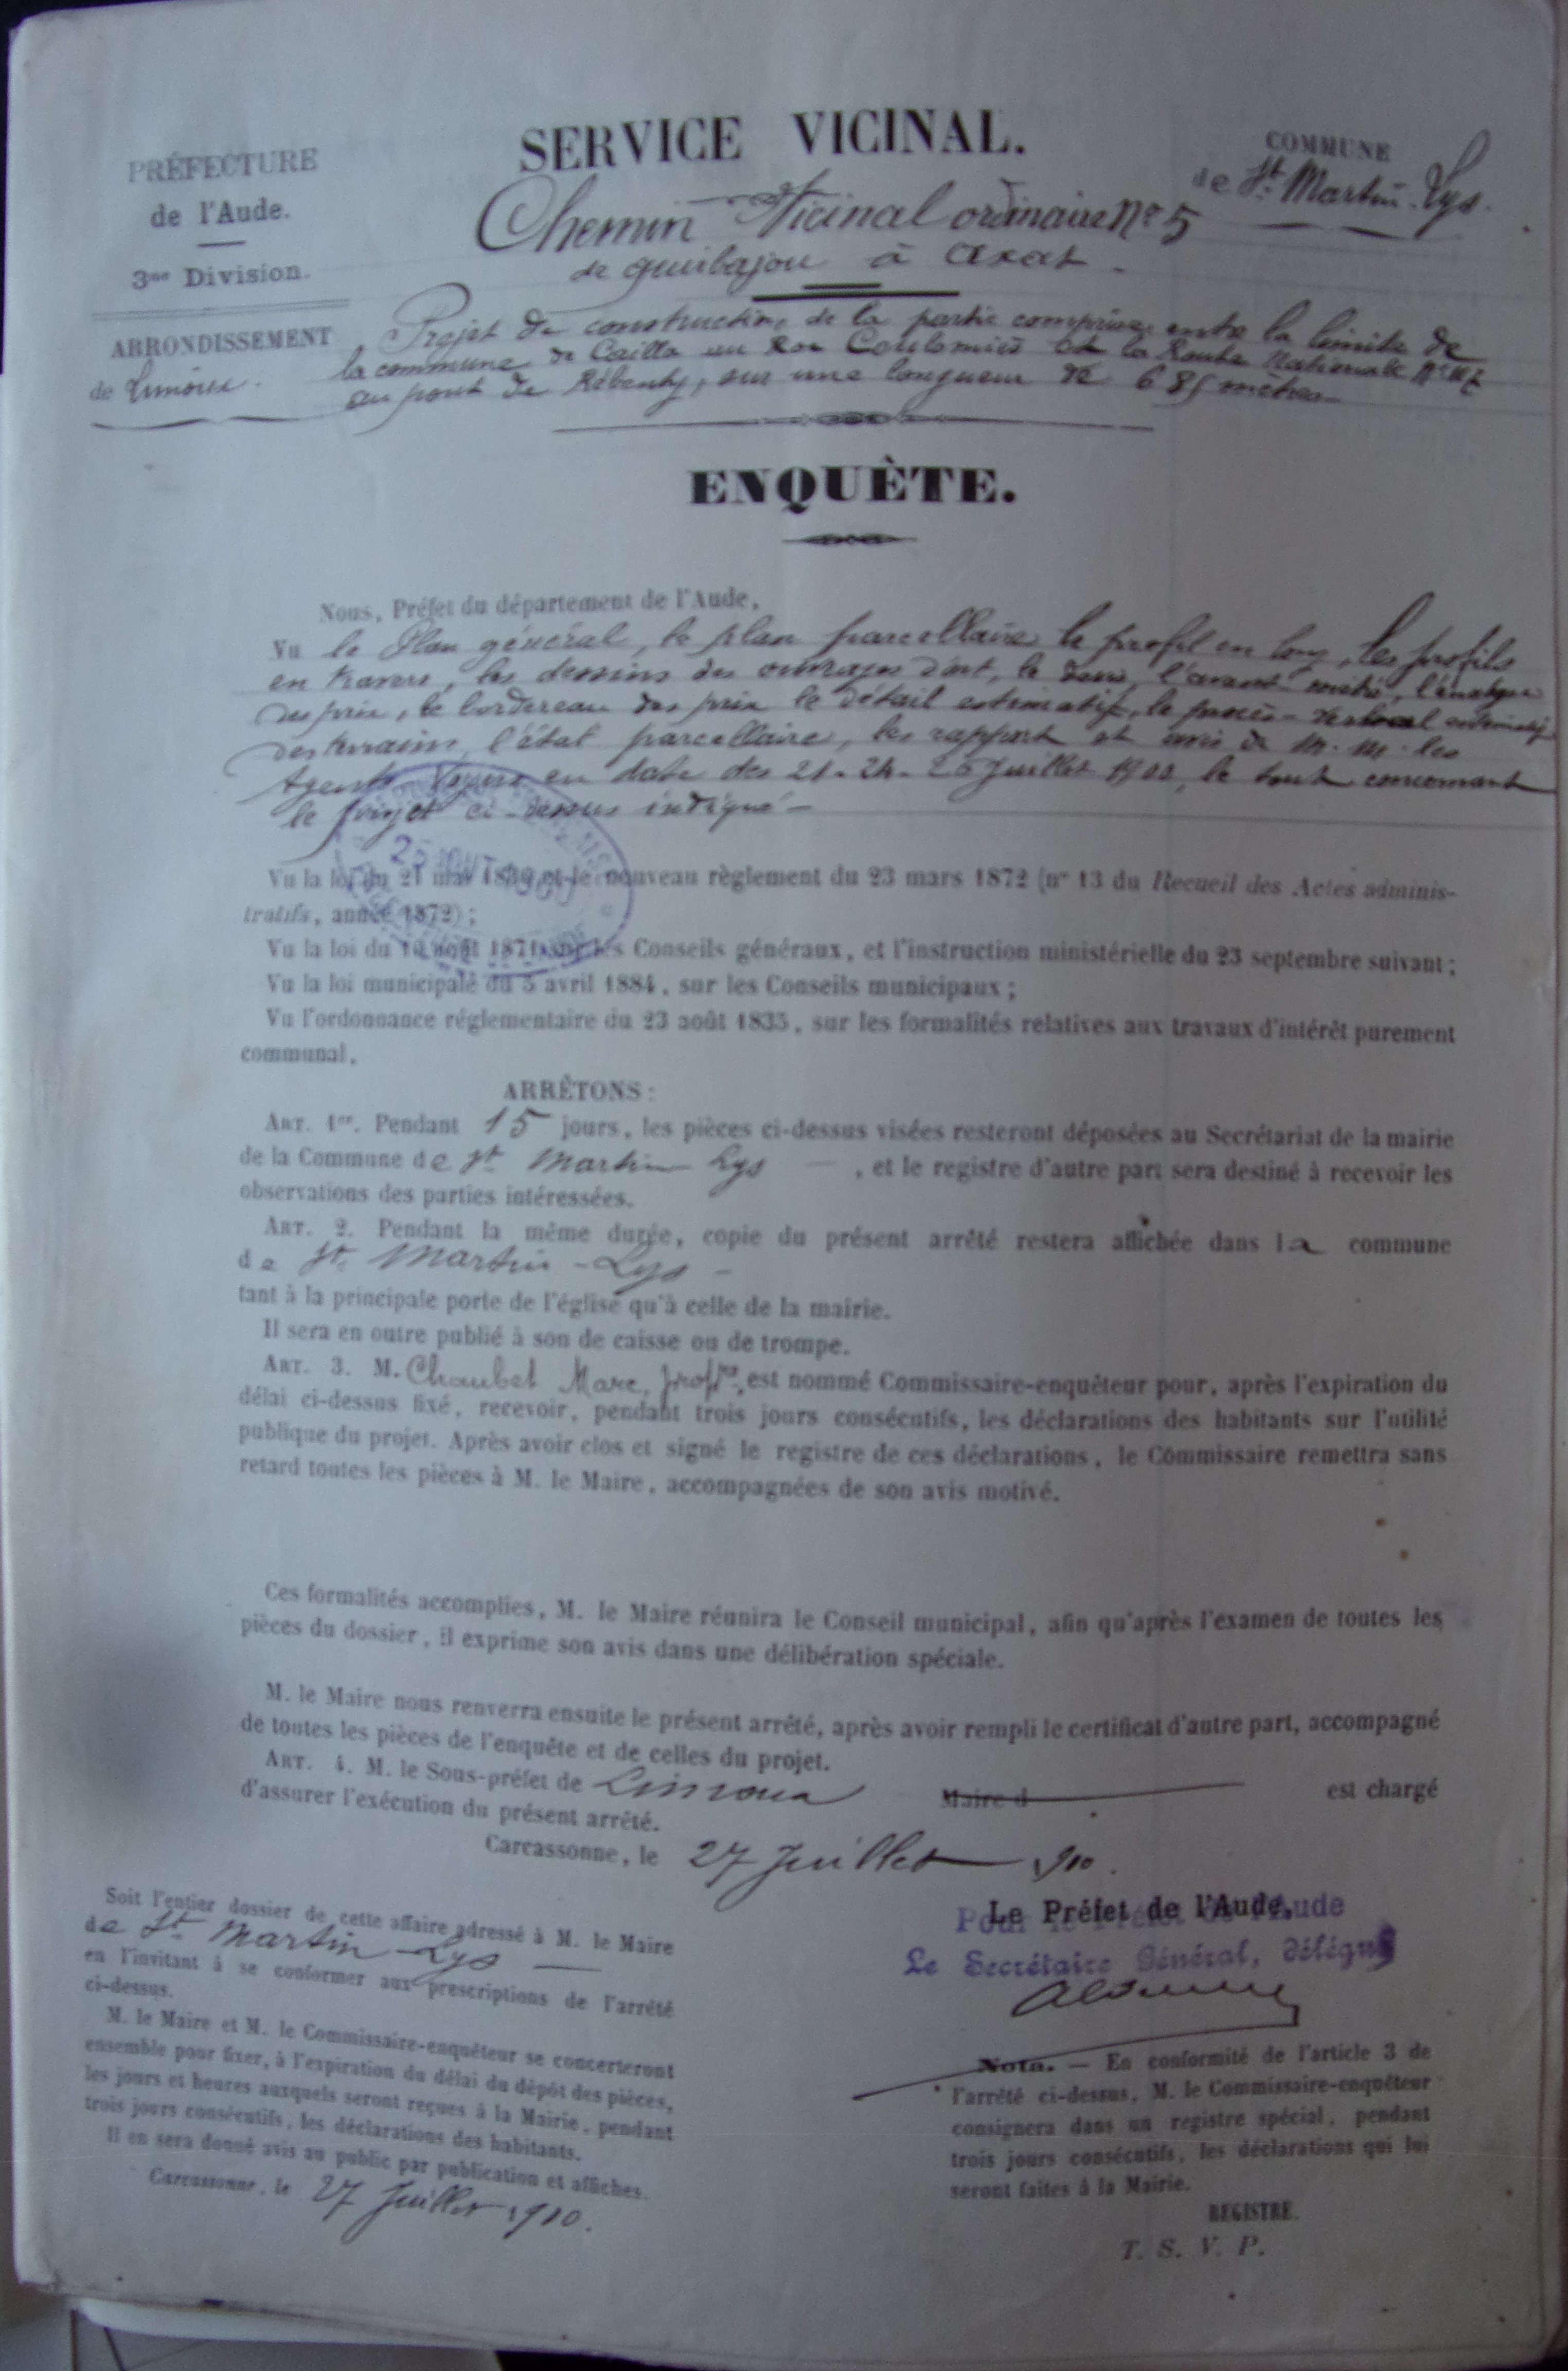 PRÉFECTURE
de l'Aude.
3me Division.
ARRONDISSEMENT
de Limoux.
SERVICE VICINAL.
Chemin Vicinal ordinaire No 5
de quirbajou à Axat.
COMMUNE
de St Martin-Lys.
Projet de construction, de la partie comprise entre la limite de
la commune de Cailla au Roc et la Route Nationale No 117
au pont de Rébenty, sur une longueur de 685 mètres
ENQUÈTE.
Nous, Préfet du département de l'Aude,
Vu le Plan général, le plan parcellaire le profil en long, les profils
en travers, les dessins des ouvrages d'art, le devis, l'avant métré, l'analyse
des prix, le bordereau des prix le détail estimatif, le procès-verbal estimatif
des terrains, l'état parcellaire, les rapport et avis de M. M. les
Agents Voyers en date des 21. 24. 26 Juillet 1910, le tout concernant
le projet ci-dessus indiqué —
Vu la loi du 21 mai 1836 et le nouveau règlement du 23 mars 1872 (no 13 du Recueil des Actes adminis-
tratifs, année 1872);
Vu la loi du 10 août 1871 sur les Conseils généraux, et l'instruction ministérielle du 23 septembre suivant;
Vu la loi municipale du 5 avril 1884, sur les Conseils municipaux;
Vu l'ordonnance réglementaire du 23 août 1835, sur les formalités relatives aux travaux d'intérêt purement
communal,
ARRÊTONS:
ART. 1er. Pendant 15 jours, les pièces ci-dessus visées resteront déposées au Secrétariat de la mairie
de la Commune de St Martin Lys —, et le registre d'autre part sera destiné à recevoir les
observations des parties intéressées.
ART. 2. Pendant la même durée, copie du présent arrêté restera affichée dans la commune
de St Martin-Lys —
tant à la principale porte de l'église qu'à celle de la mairie.
Il sera en outre publié à son de caisse ou de trompe.
ART. 3. M. Chaubet Marc, propre, est nommé Commissaire-enquêteur pour, après l'expiration du
délai ci-dessus fixé, recevoir, pendant trois jours consécutifs, les déclarations des habitants sur l'utilité
publique du projet. Après avoir clos et signé le registre de ces déclarations, le Commissaire remettra sans
retard toutes les pièces à M. le Maire, accompagnées de son avis motivé.
Ces formalités accomplies, M. le Maire réunira le Conseil municipal, afin qu'après l'examen de toutes les
pièces du dossier, il exprime son avis dans une délibération spéciale.
M. le Maire nous renverra ensuite le présent arrêté, après avoir rempli le certificat d'autre part, accompagné
de toutes les pièces de l'enquête et de celles du projet.
ART. 4. M. le Sous-préfet de Limoux Maire d est chargé
d'assurer l'exécution du présent arrêté.
Carcassonne, le 27 Juillet 1910.
Le Préfet de l'Aude,
Pour le Préfet de l'Aude
Le Secrétaire Général, délégué
Soit l'entier dossier de cette affaire adressé à M. le Maire
de St Martin-Lys —
en l'invitant à se conformer aux prescriptions de l'arrêté
ci-dessus.
M. le Maire et M. le Commissaire-enquêteur se concerteront
ensemble pour fixer, à l'expiration du délai du dépôt des pièces,
les jours et heures auxquels seront reçues à la Mairie, pendant
trois jours consécutifs, les déclarations des habitants.
Il en sera donné avis au public par publication et affiches.
Carcassonne, le 27 Juillet 1910.
Nota. — En conformité de l'article 3 de
l'arrêté ci-dessus, M. le Commissaire-enquêteur
consignera dans un registre spécial, pendant
trois jours consécutifs, les déclarations qui lui
seront faites à la Mairie.
REGISTRE.
T. S. V. P.